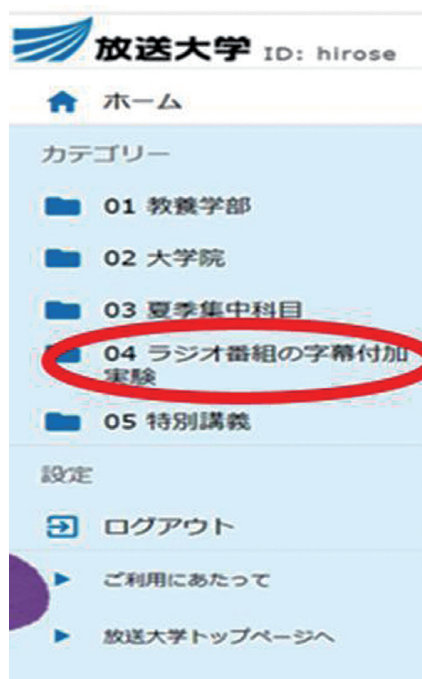 放送大学 ID: hirose
ホーム
カテゴリー
01 教養学部
02 大学院
03 夏季集中科目
04 ラジオ番組の字幕付加
実験
05 特別講義
設定
ログアウト
ご利用にあたって
放送大学トップページへ